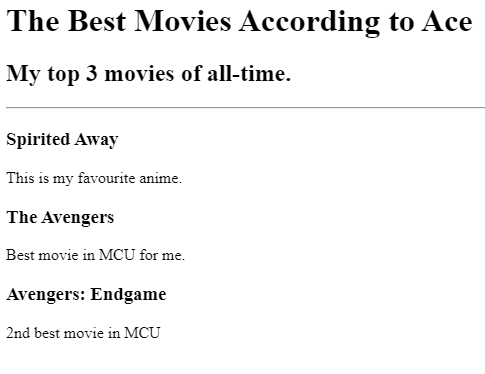 The Best Movies According to Ace
My top 3 movies of all-time.
Spirited Away
This is my favourite anime.
The Avengers
Best movie in MCU for me.
Avengers: Endgame
2nd best movie in MCU